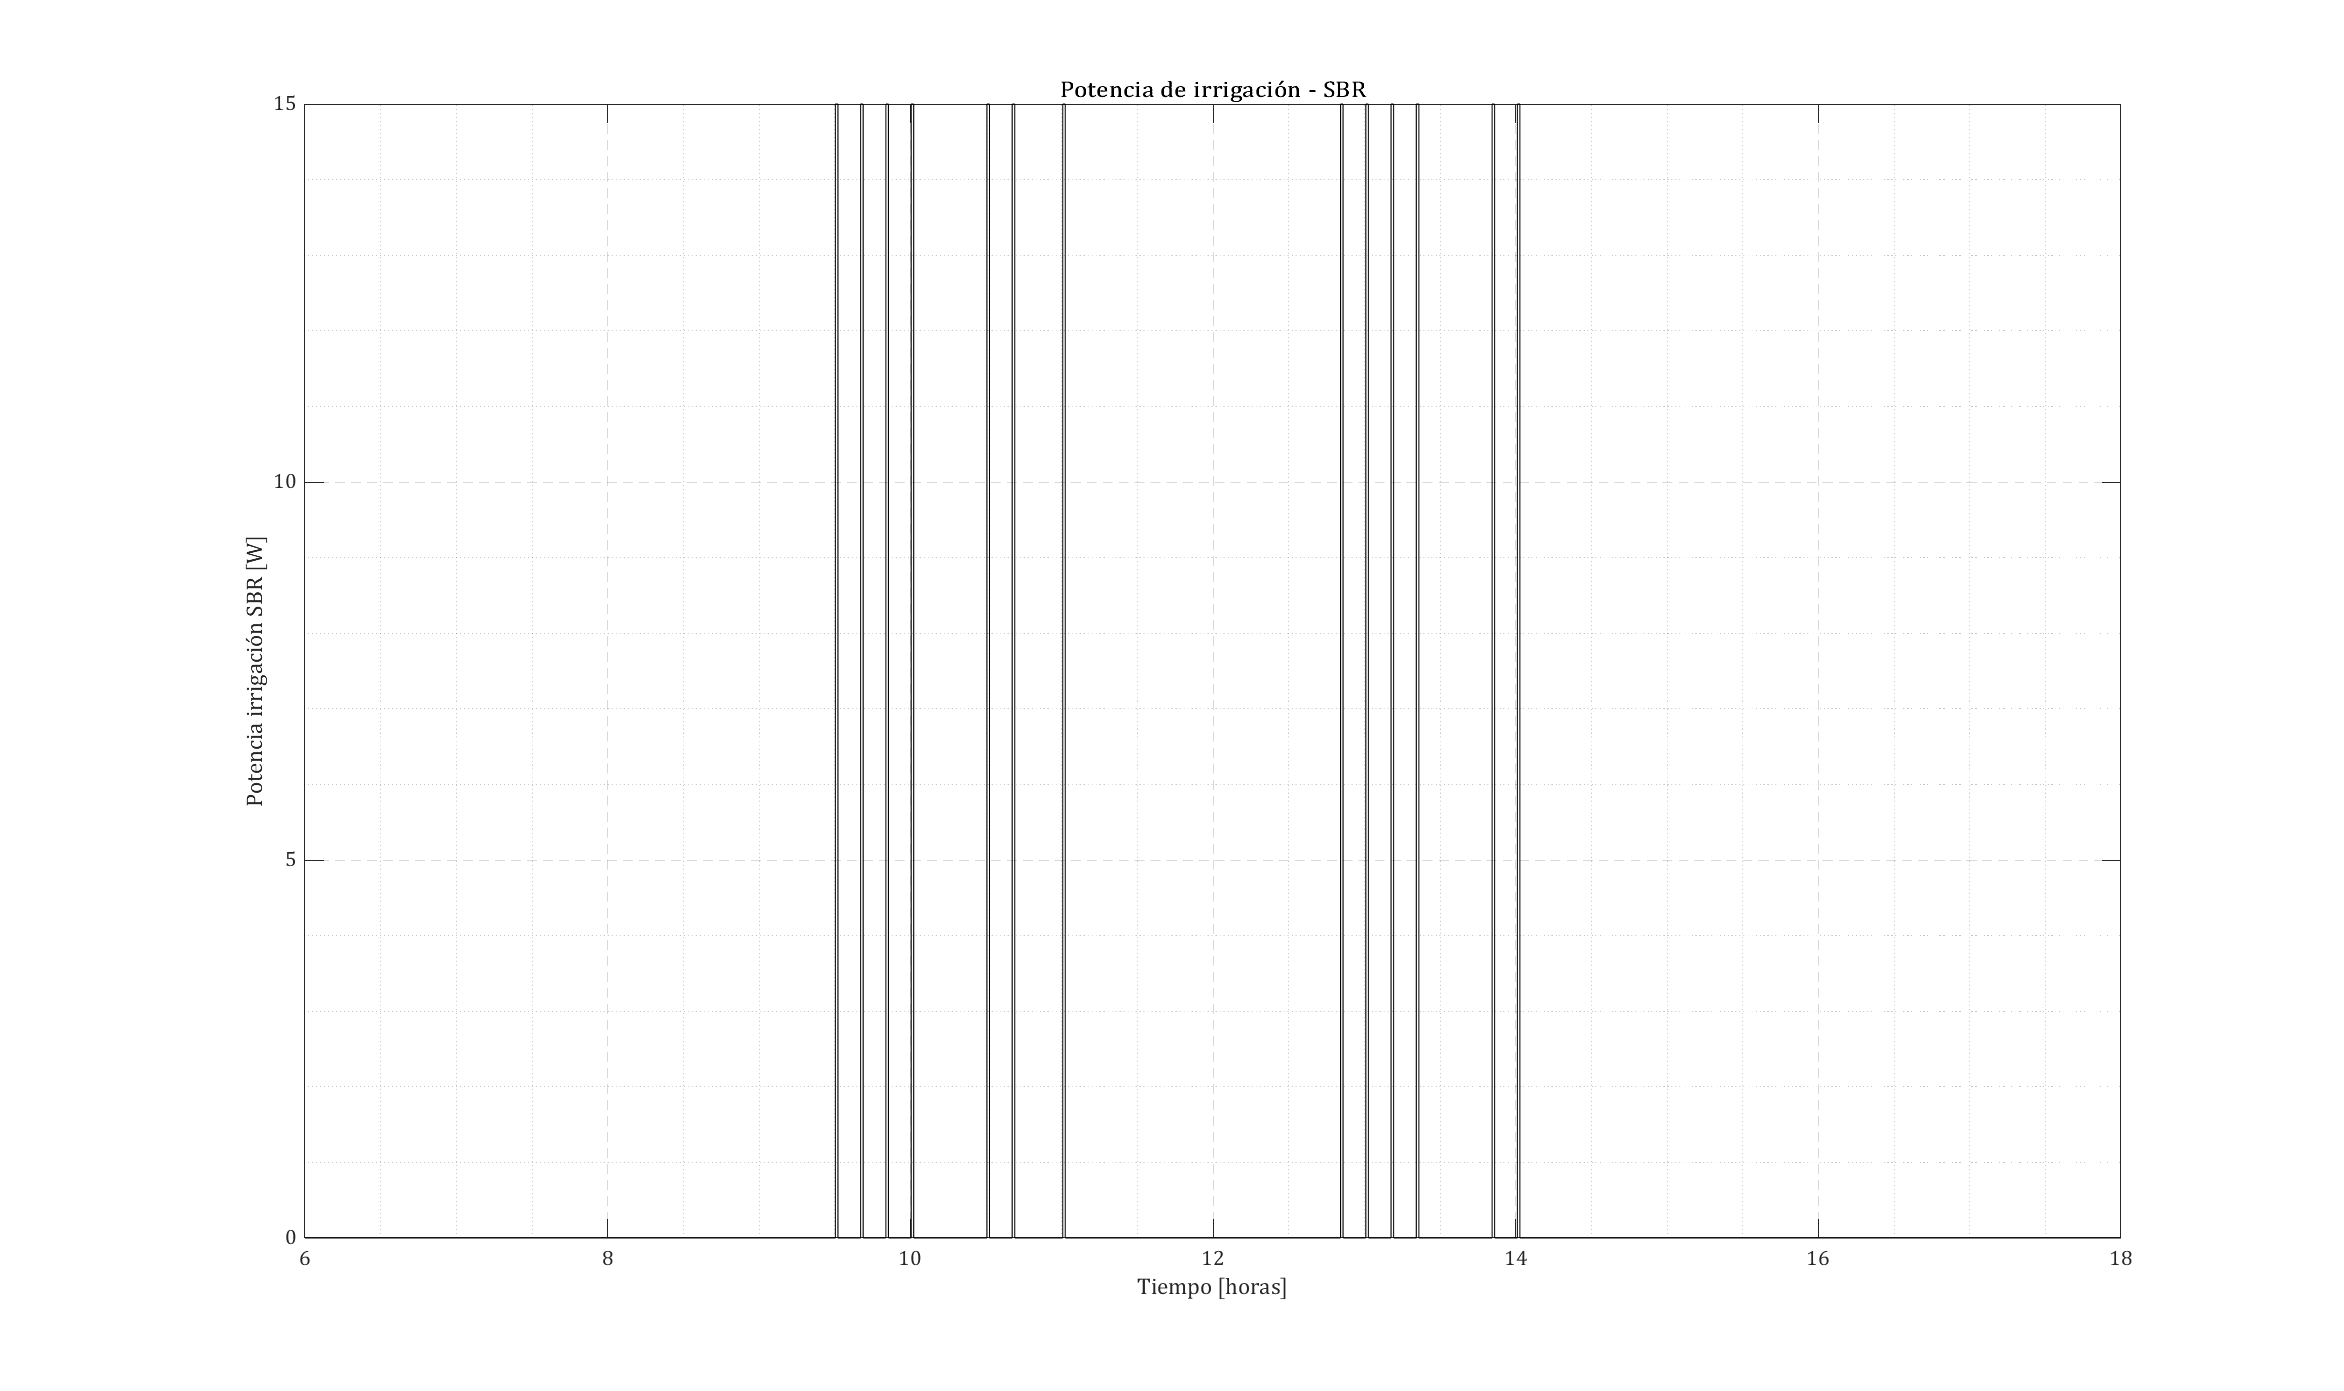 Potencia de irrigación - SBR
15
10
5
0
Potencia irrigación SBR [W]
6 8 10 12 14 16 18
Tiempo [horas]